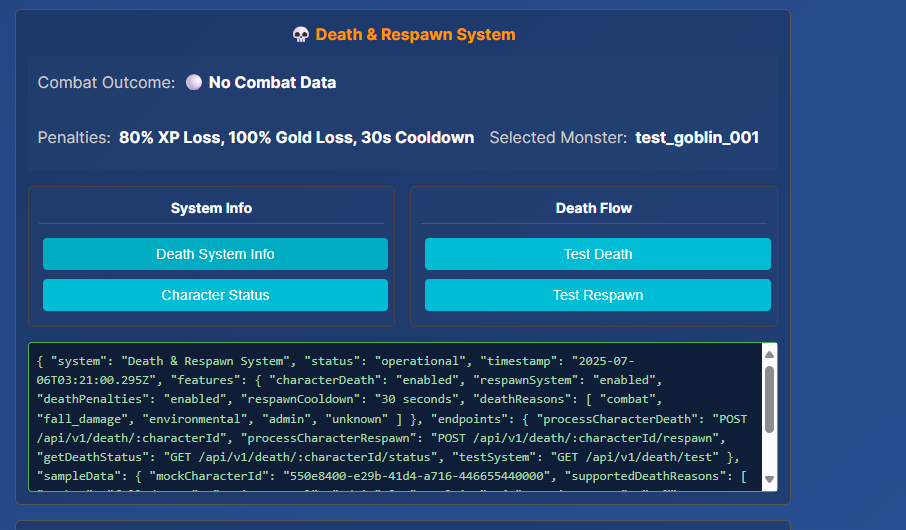 💀 Death & Respawn System
Combat Outcome: ⚪ No Combat Data
Penalties: 80% XP Loss, 100% Gold Loss, 30s Cooldown Selected Monster: test_goblin_001
System Info
Death System Info
Character Status
Death Flow
Test Death
Test Respawn
{ "system": "Death & Respawn System", "status": "operational", "timestamp": "2025-07-
06T03:21:00.295Z", "features": { "characterDeath": "enabled", "respawnSystem": "enabled",
"deathPenalties": "enabled", "respawnCooldown": "30 seconds", "deathReasons": [ "combat",
"fall_damage", "environmental", "admin", "unknown" ] }, "endpoints": { "processCharacterDeath": "POST
/api/v1/death/:characterId", "processCharacterRespawn": "POST /api/v1/death/:characterId/respawn",
"getDeathStatus": "GET /api/v1/death/:characterId/status", "testSystem": "GET /api/v1/death/test" },
"sampleData": { "mockCharacterId": "550e8400-e29b-41d4-a716-446655440000", "supportedDeathReasons": [